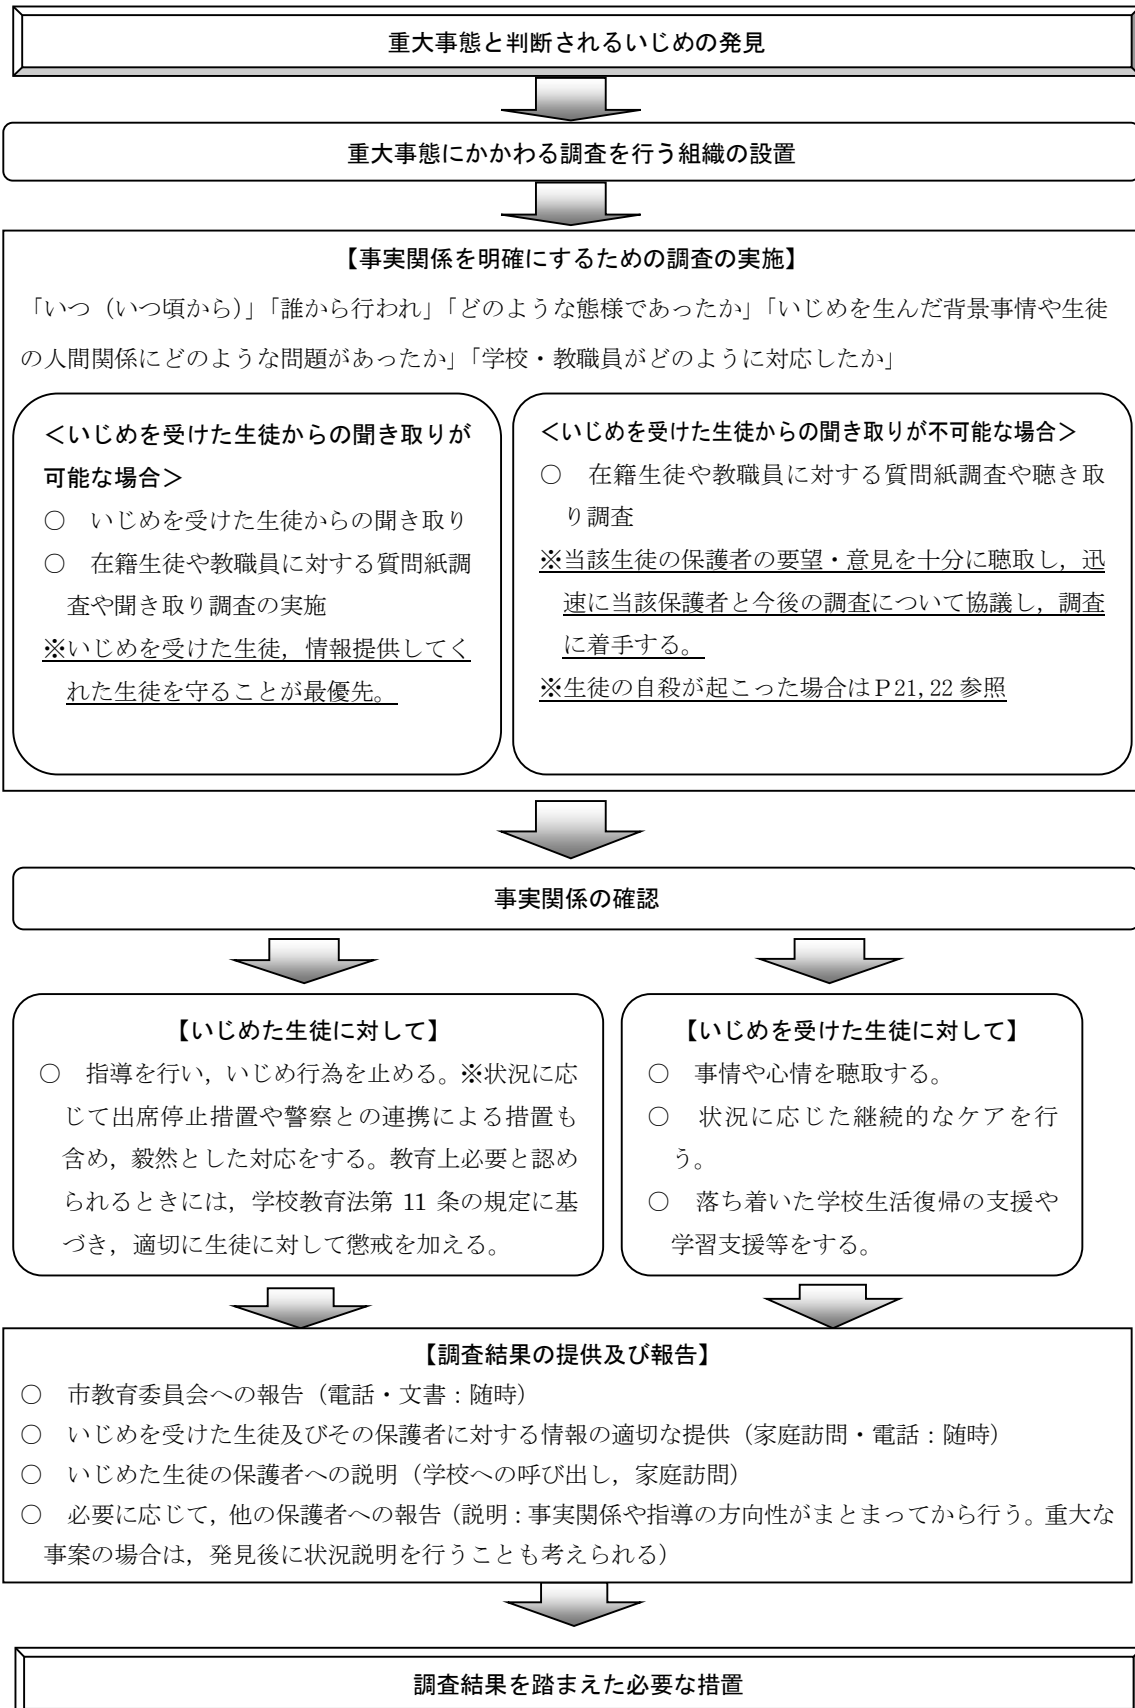 重大事態と判断されるいじめの発見
重大事態にかかわる調査を行う組織の設置
【事実関係を明確にするための調査の実施】
「いつ（いつ頃から）」「誰から行われ」「どのような態様であったか」「いじめを生んだ背景事情や生徒
の人間関係にどのような問題があったか」「学校・教職員がどのように対応したか」
＜いじめを受けた生徒からの聞き取りが
可能な場合＞
○　いじめを受けた生徒からの聞き取り
○　在籍生徒や教職員に対する質問紙調
査や聞き取り調査の実施
※いじめを受けた生徒，情報提供してく
れた生徒を守ることが最優先。
＜いじめを受けた生徒からの聞き取りが不可能な場合＞
○　在籍生徒や教職員に対する質問紙調査や聴き取
り調査
※当該生徒の保護者の要望・意見を十分に聴取し，迅
速に当該保護者と今後の調査について協議し，調査
に着手する。
※生徒の自殺が起こった場合はＰ21, 22 参照
事実関係の確認
【いじめた生徒に対して】
○　指導を行い，いじめ行為を止める。※状況に応
じて出席停止措置や警察との連携による措置も
含め，毅然とした対応をする。教育上必要と認め
られるときには，学校教育法第 11 条の規定に基
づき，適切に生徒に対して懲戒を加える。
【いじめを受けた生徒に対して】
○　事情や心情を聴取する。
○　状況に応じた継続的なケアを行
う。
○　落ち着いた学校生活復帰の支援や
学習支援等をする。
【調査結果の提供及び報告】
○　市教育委員会への報告（電話・文書：随時）
○　いじめを受けた生徒及びその保護者に対する情報の適切な提供（家庭訪問・電話：随時）
○　いじめた生徒の保護者への説明（学校への呼び出し，家庭訪問）
○　必要に応じて，他の保護者への報告（説明：事実関係や指導の方向性がまとまってから行う。重大な
事案の場合は，発見後に状況説明を行うことも考えられる）
調査結果を踏まえた必要な措置